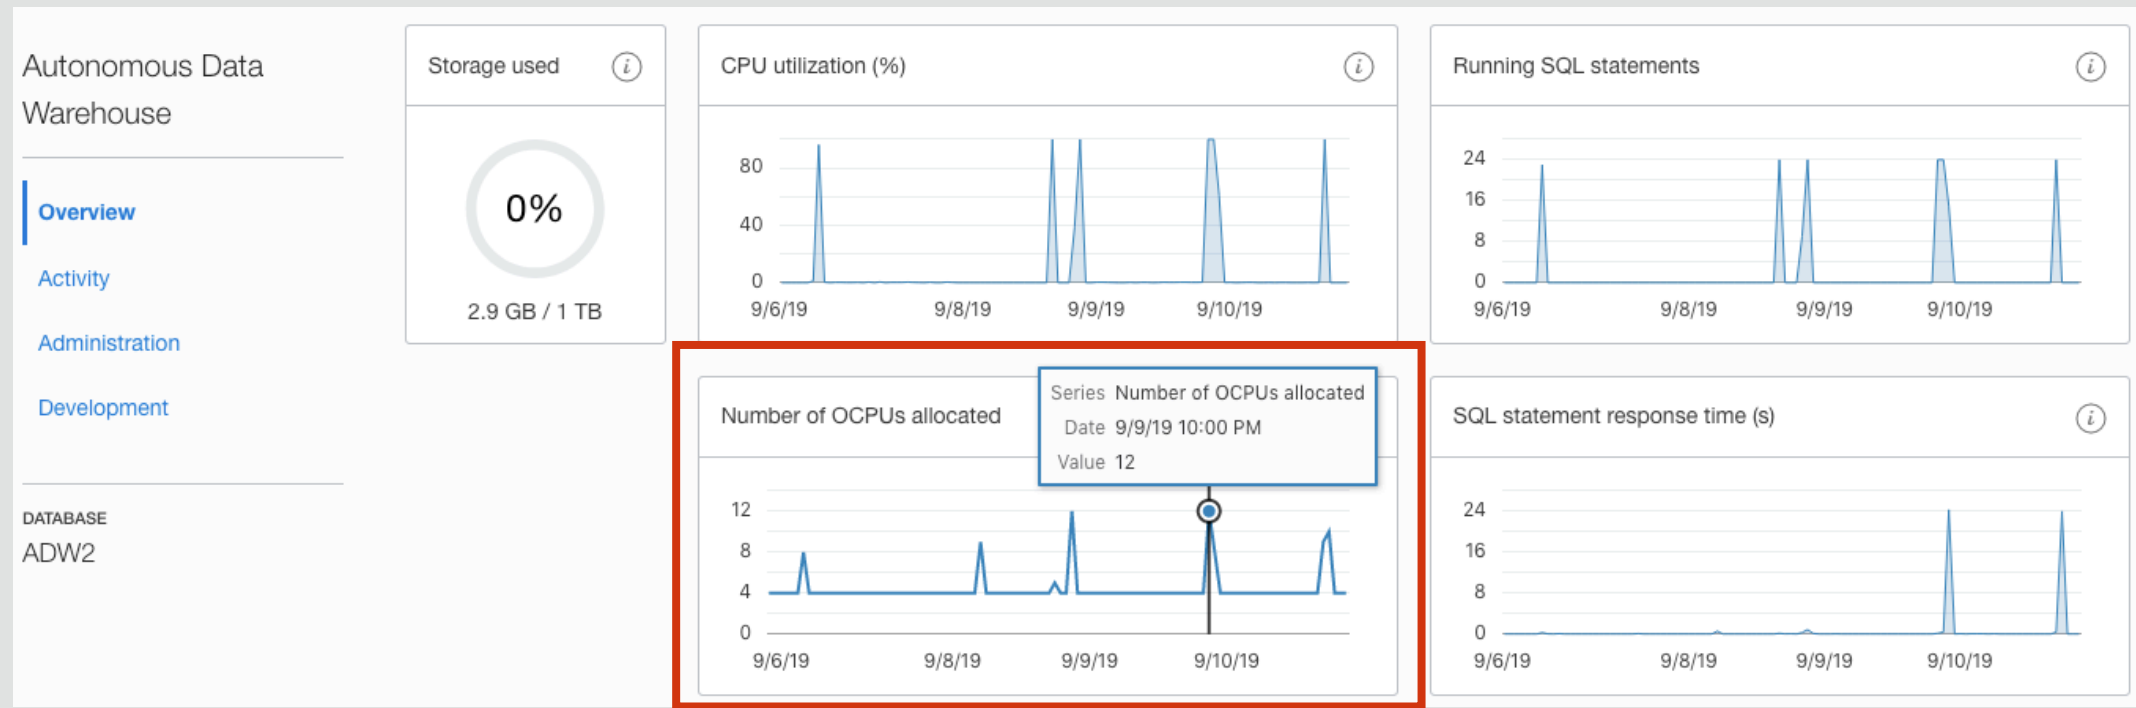 Autonomous Data
Warehouse
Overview
Activity
Administration
Development
DATABASE
ADW2
Storage used
i
0%
2.9 GB / 1 TB
CPU utilization (%)
i
80
40
0
9/6/19 9/8/19 9/9/19 9/10/19
Running SQL statements
i
24
16
8
0
9/6/19 9/8/19 9/9/19 9/10/19
Number of OCPUs allocated
Series Number of OCPUs allocated
Date 9/9/19 10:00 PM
Value 12
12
8
4
0
9/6/19 9/8/19 9/9/19 9/10/19
SQL statement response time (s)
i
24
16
8
0
9/6/19 9/8/19 9/9/19 9/10/19